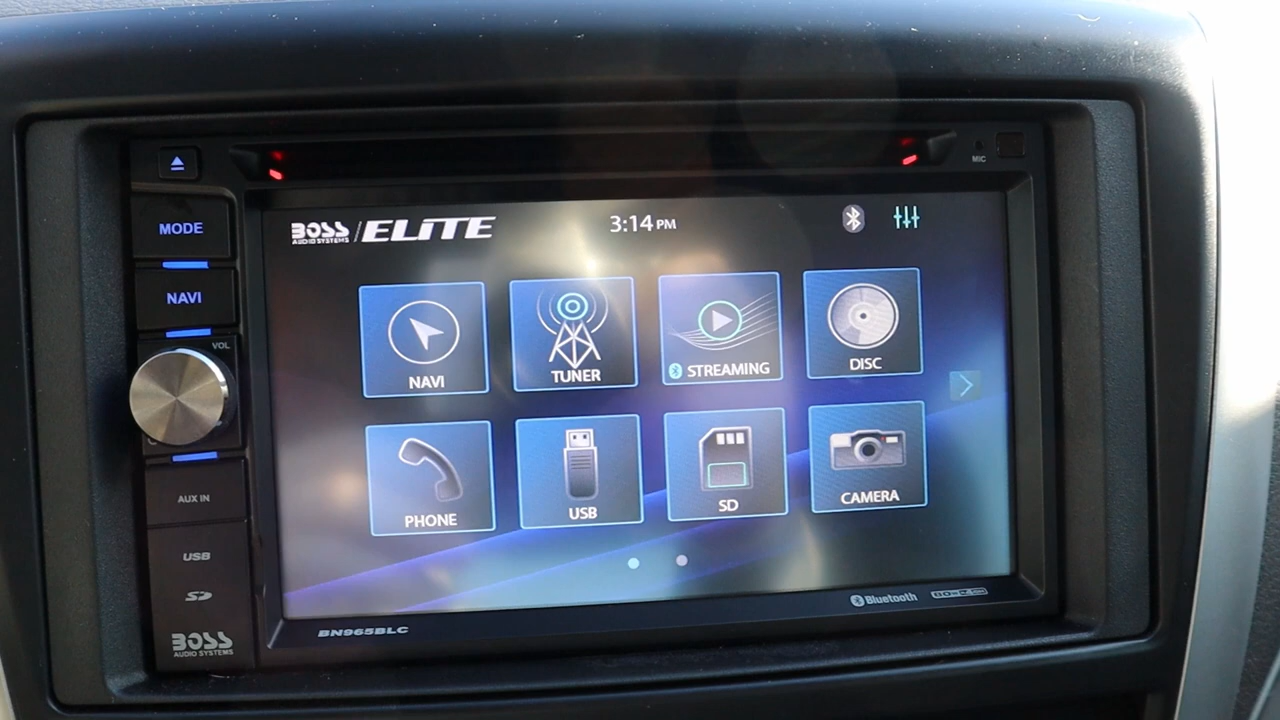 MIC
MODE
NAVI
VOL
AUX IN
USB
SD
BOSS
AUDIO SYSTEMS
BOSS
AUDIO SYSTEMS
/ELITE
3:14 PM
NAVI
TUNER
STREAMING
DISC
PHONE
USB
SD
CAMERA
BN965BLC
Bluetooth